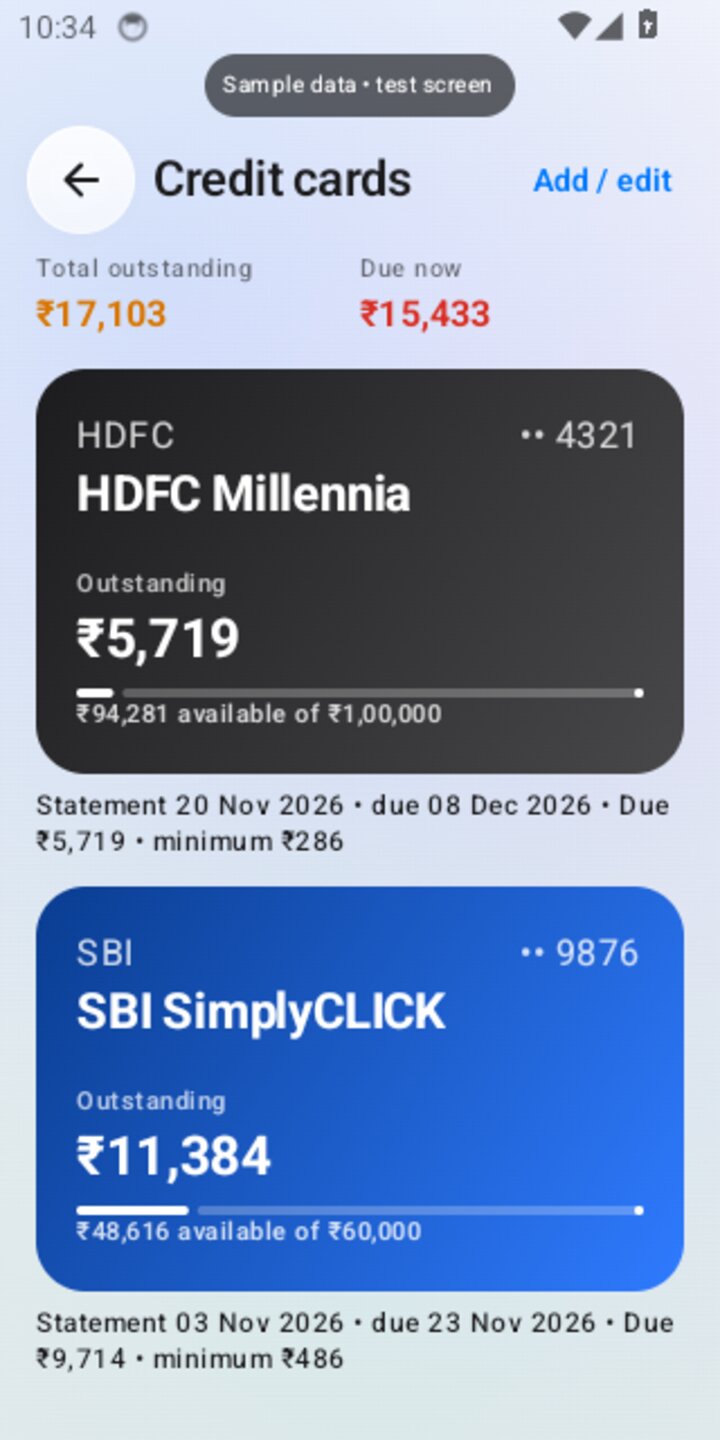 10:34
Sample data • test screen
Credit cards
Add / edit
Total outstanding
Due now
₹17,103
₹15,433
HDFC
•• 4321
HDFC Millennia
Outstanding
₹5,719
₹94,281 available of ₹1,00,000
Statement 20 Nov 2026 • due 08 Dec 2026 • Due
₹5,719 • minimum ₹286
SBI
•• 9876
SBI SimplyCLICK
Outstanding
₹11,384
₹48,616 available of ₹60,000
Statement 03 Nov 2026 • due 23 Nov 2026 • Due
₹9,714 • minimum ₹486